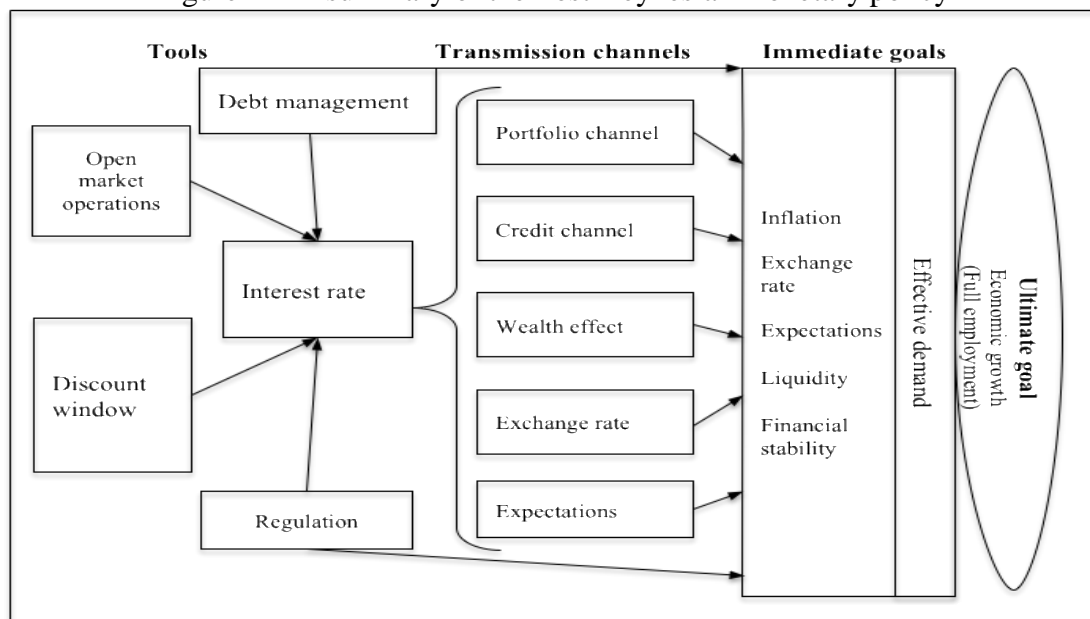 Tools
Transmission channels
Immediate goals
Debt management
Open
market
operations
Interest rate
Discount
window
Regulation
Portfolio channel
Credit channel
Wealth effect
Exchange rate
Expectations
Inflation
Exchange
rate
Expectations
Liquidity
Financial
stability
Effective demand
Ultimate goal
Economic growth
(Full employment)